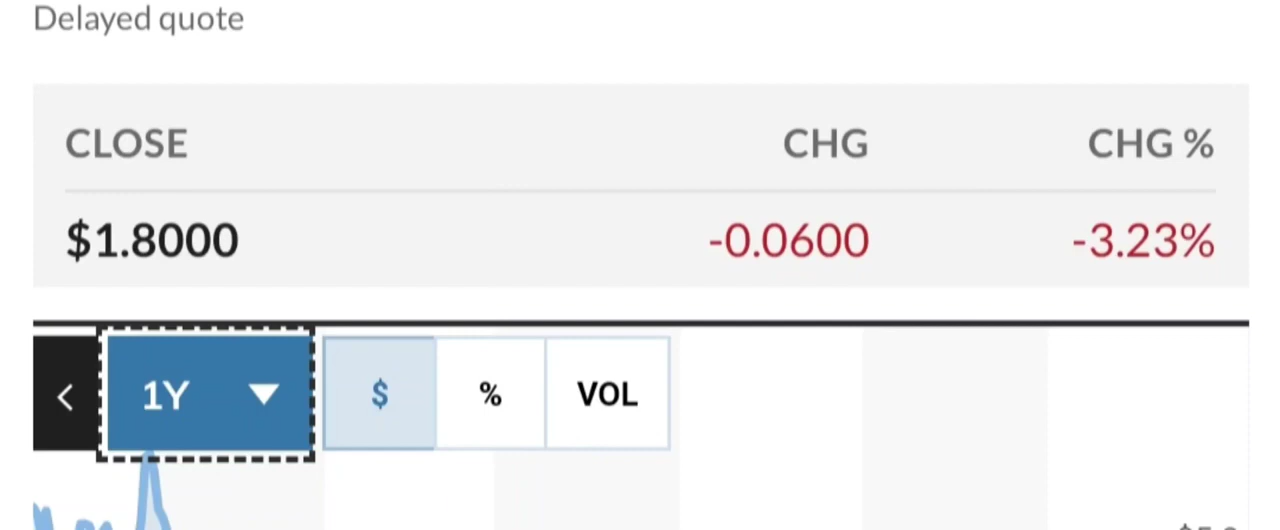 Delayed quote
CLOSE CHG CHG %
$1.8000 -0.0600 -3.23%
1Y $ % VOL